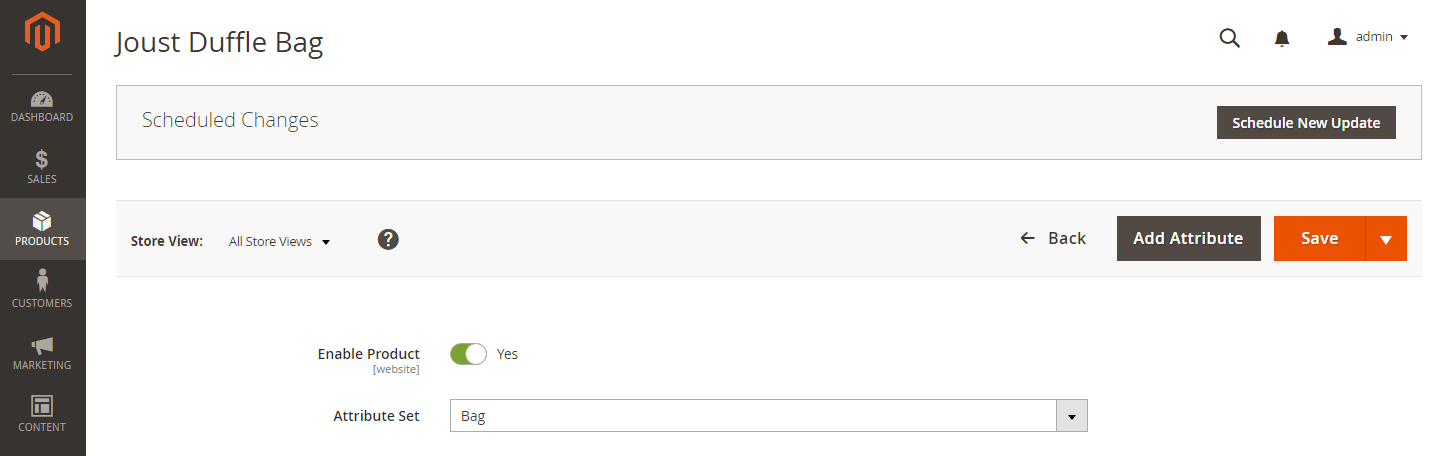 Joust Duffle Bag
admin
Scheduled Changes
Schedule New Update
DASHBOARD
SALES
PRODUCTS
CUSTOMERS
MARKETING
CONTENT
Store View: All Store Views ?
Back
Add Attribute
Save
Enable Product
[website]
Yes
Attribute Set
Bag